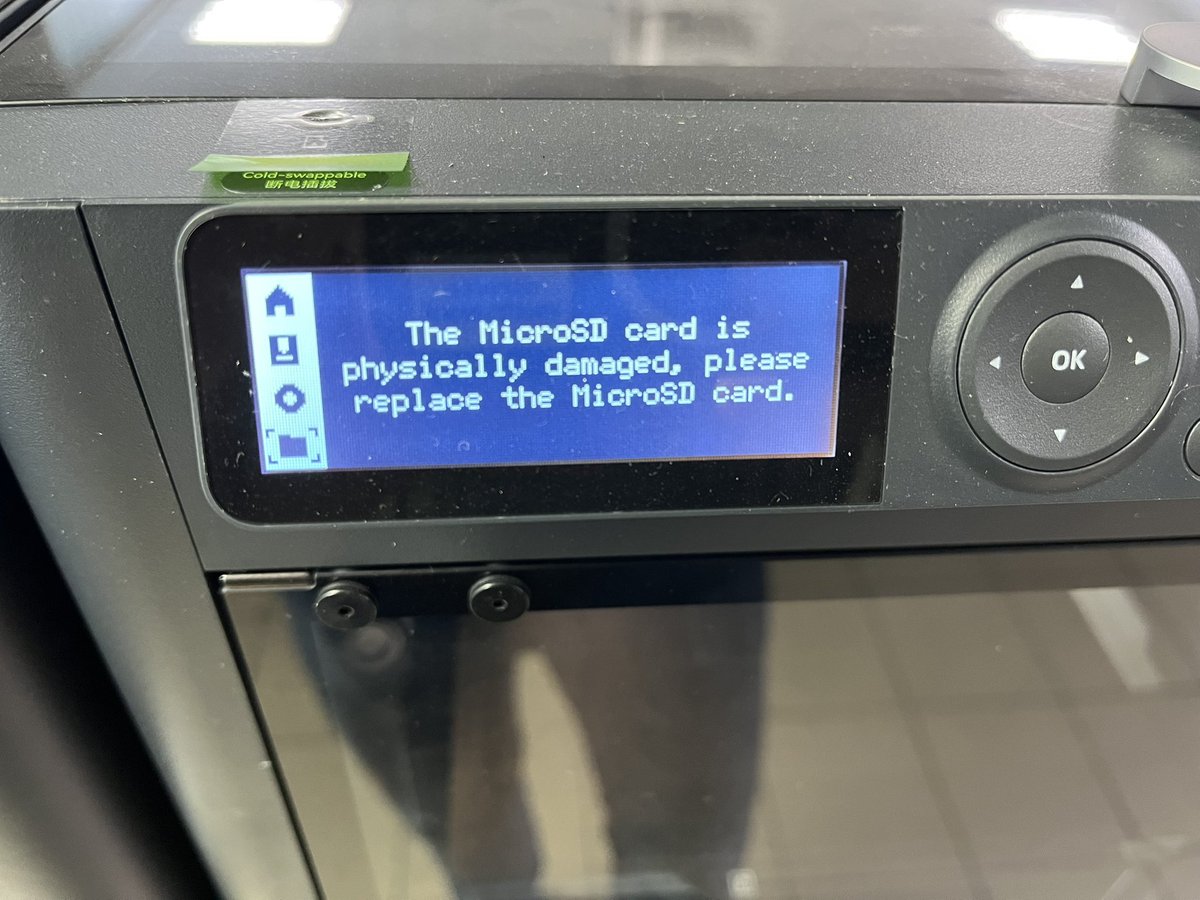 Cold-swappable
断电插拔
The MicroSD card is
physically damaged, please
replace the MicroSD card.
OK